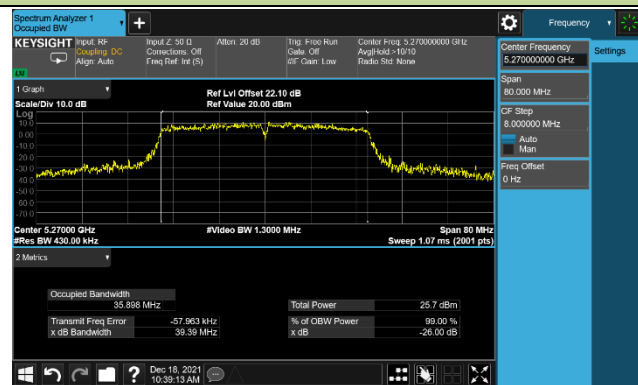 Spectrum Analyzer 1
Occupied BW
Frequency
KEYSIGHT
Input: RF
Coupling: DC
Align: Auto
Input Z: 50 Ω
Corrections: Off
Freq Ref: Int (S)
Atten: 20 dB
Trig: Free Run
Gate: Off
#IF Gain: Low
Center Freq: 5.270000000 GHz
Avg|Hold:>10/10
Radio Std: None
Center Frequency
5.270000000 GHz
Settings
Span
80.000 MHz
CF Step
8.000000 MHz
Auto
Man
Freq Offset
0 Hz
1 Graph
Scale/Div 10.0 dB
Ref Lvl Offset 22.10 dB
Ref Value 20.00 dBm
Log
10.0
0.00
-10.0
-20.0
-30.0
-40.0
-50.0
-60.0
-70.0
Center 5.27000 GHz
#Res BW 430.00 kHz
#Video BW 1.3000 MHz
Span 80 MHz
Sweep 1.07 ms (2001 pts)
2 Metrics
Occupied Bandwidth
35.898 MHz
Total Power 25.7 dBm
Transmit Freq Error -57.963 kHz
% of OBW Power 99.00 %
x dB Bandwidth 39.39 MHz
x dB -26.00 dB
Dec 18, 2021
10:39:13 AM